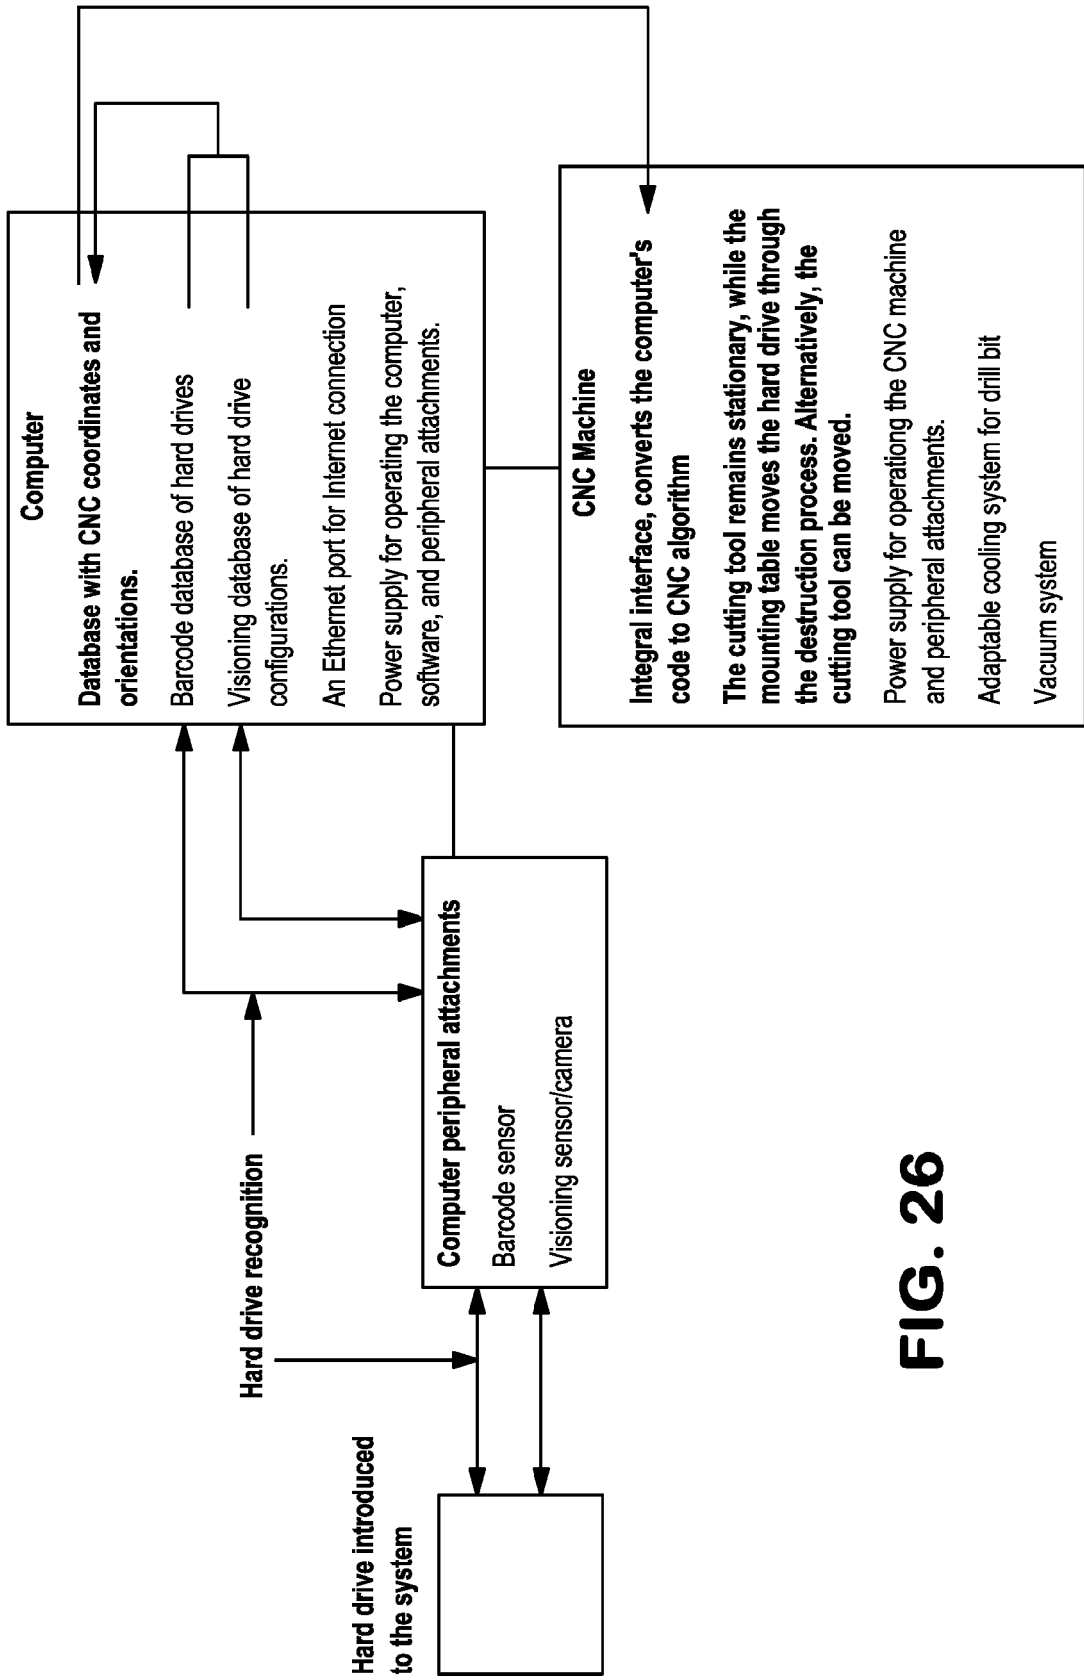 Hard drive introduced
to the system
Hard drive recognition
Computer peripheral attachments
Barcode sensor
Visioning sensor/camera
Computer
Database with CNC coordinates and
orientations.
Barcode database of hard drives
Visioning database of hard drive
configurations.
An Ethernet port for Internet connection
Power supply for operating the computer,
software, and peripheral attachments.
CNC Machine
Integral interface, converts the computer's
code to CNC algorithm
The cutting tool remains stationary, while the
mounting table moves the hard drive through
the destruction process. Alternatively, the
cutting tool can be moved.
Power supply for operationg the CNC machine
and peripheral attachments.
Adaptable cooling system for drill bit
Vacuum system
FIG. 26